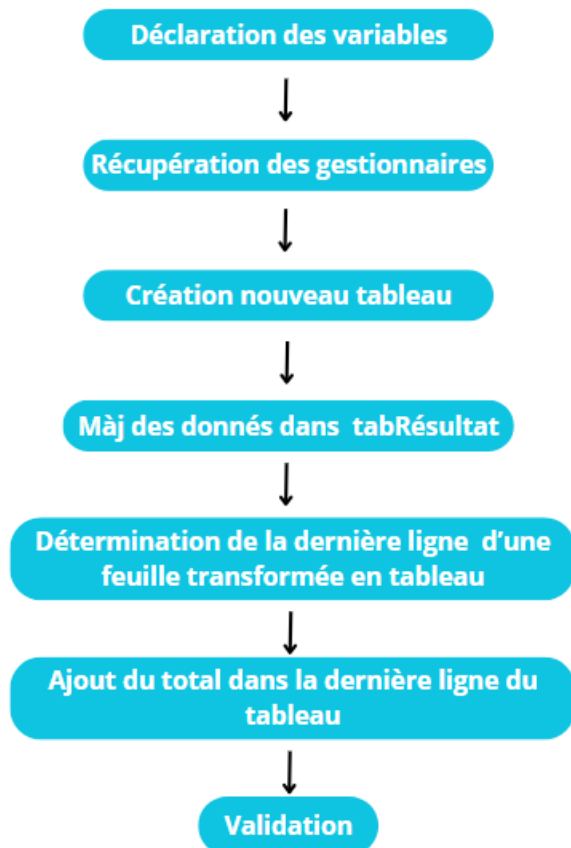 Déclaration des variables
Récupération des gestionnaires
Création nouveau tableau
Màj des donnés dans tabRésultat
Détermination de la dernière ligne d'une
feuille transformée en tableau
Ajout du total dans la dernière ligne du
tableau
Validation